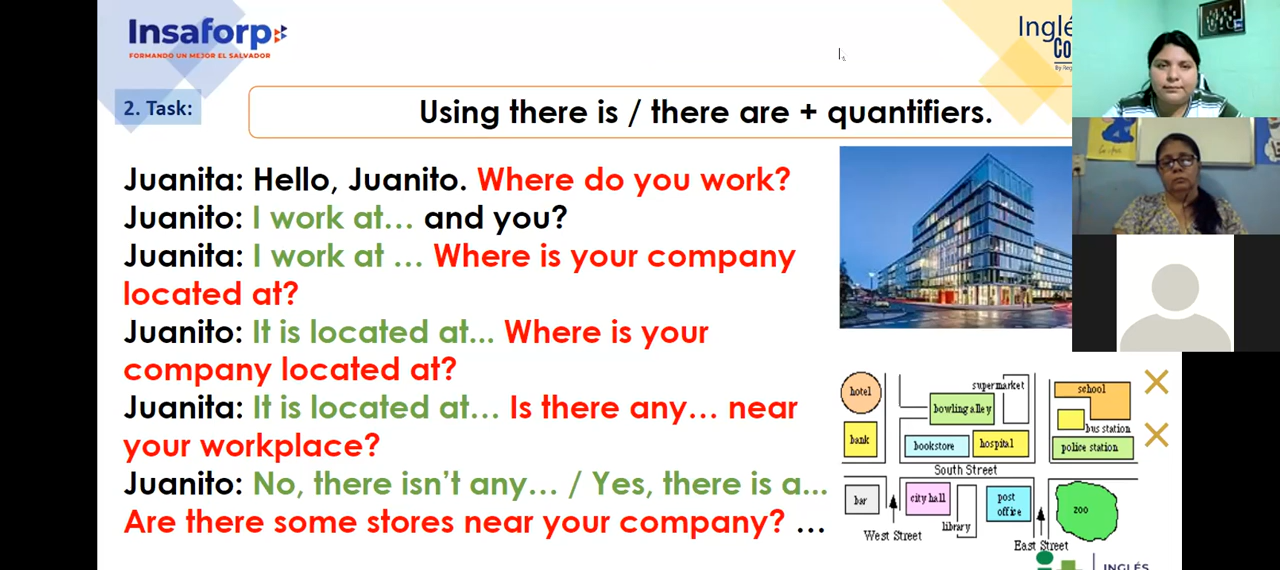 Insaforp
FORMANDO UN MEJOR EL SALVADOR
Inglé
Co
2. Task:
Using there is / there are + quantifiers.
Juanita: Hello, Juanito. Where do you work?
Juanito: I work at… and you?
Juanita: I work at … Where is your company
located at?
Juanito: It is located at... Where is your
company located at?
Juanita: It is located at… Is there any… near
your workplace?
Juanito: No, there isn't any… / Yes, there is a...
Are there some stores near your company? …
hotel
supermarket
school
bowling alley
bus station
bank
bookstore
hospital
police station
South Street
bar
city hall
post
office
zoo
library
West Street
East Street
INGLÉS